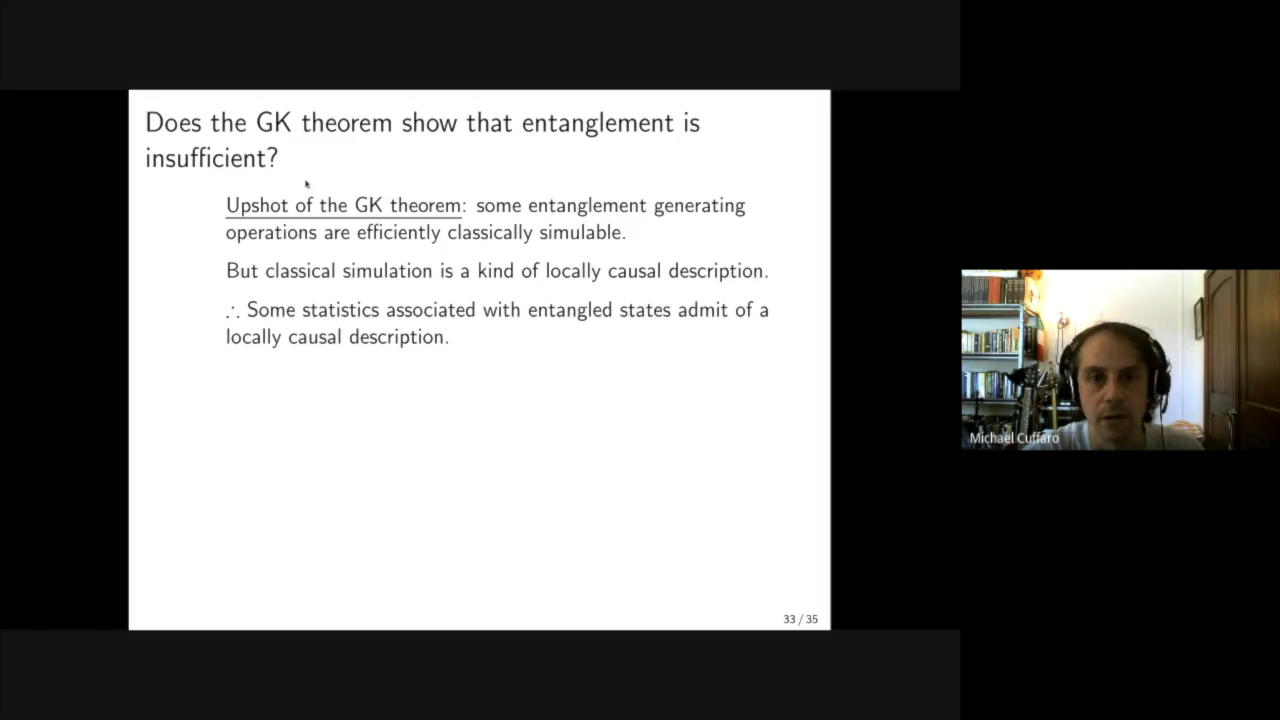 Does the GK theorem show that entanglement is
insufficient?
Upshot of the GK theorem: some entanglement generating
operations are efficiently classically simulable.
But classical simulation is a kind of locally causal description.
∴ Some statistics associated with entangled states admit of a
locally causal description.
33 / 35
Michael Cuffaro